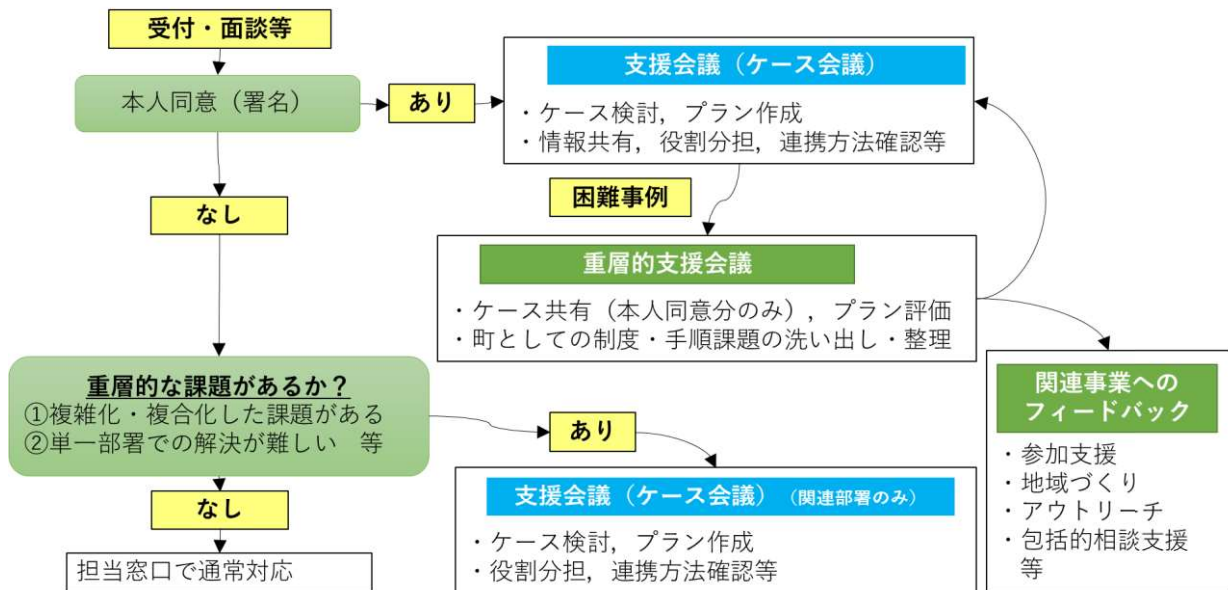 受付・面談等
本人同意（署名）
あり
支援会議（ケース会議）
・ケース検討，プラン作成
・情報共有，役割分担，連携方法確認等
困難事例
なし
重層的支援会議
・ケース共有（本人同意分のみ），プラン評価
・町としての制度・手順課題の洗い出し・整理
重層的な課題があるか？
①複雑化・複合化した課題がある
②単一部署での解決が難しい　等
あり
なし
担当窓口で通常対応
支援会議（ケース会議）（関連部署のみ）
・ケース検討，プラン作成
・役割分担，連携方法確認等
関連事業への
フィードバック
・参加支援
・地域づくり
・アウトリーチ
・包括的相談支援
等